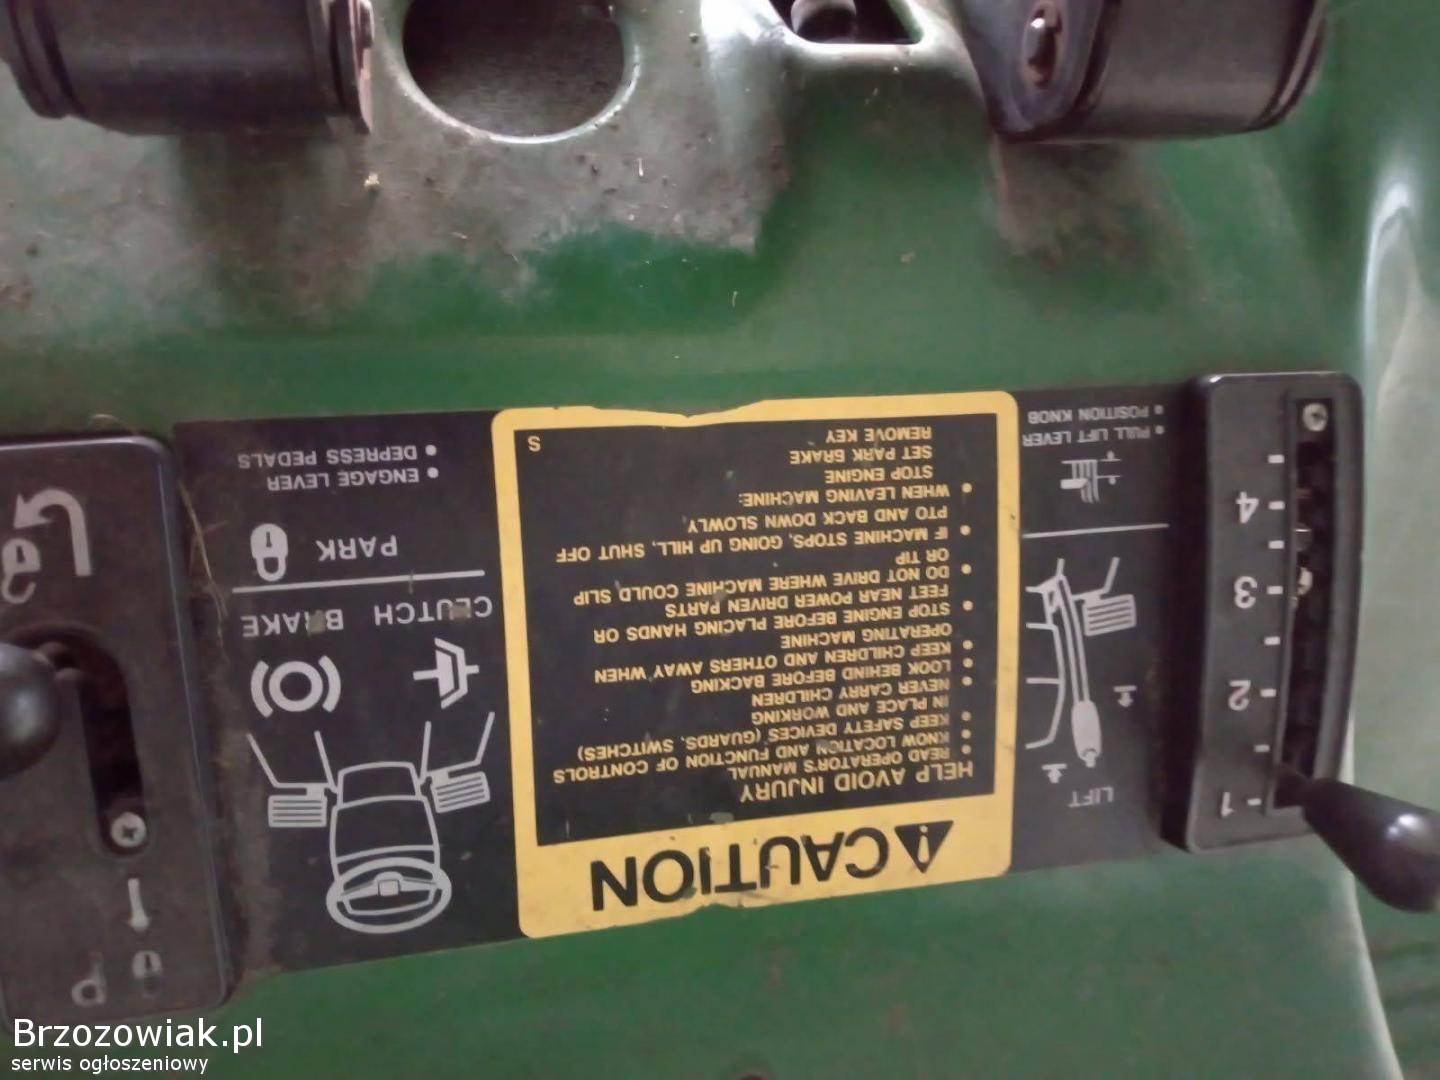 CAUTION
HELP AVOID INJURY
• READ OPERATOR'S MANUAL
• KNOW LOCATION AND FUNCTION OF CONTROLS
• KEEP SAFETY DEVICES (GUARDS, SWITCHES)
IN PLACE AND WORKING
• NEVER CARRY CHILDREN
• LOOK BEHIND BEFORE BACKING
• KEEP CHILDREN AND OTHERS AWAY WHEN
OPERATING MACHINE
• STOP ENGINE BEFORE PLACING HANDS OR
FEET NEAR POWER DRIVEN PARTS
• DO NOT DRIVE WHERE MACHINE COULD SLIP
OR TIP
• IF MACHINE STOPS, GOING UP HILL, SHUT OFF
PTO AND BACK DOWN SLOWLY
• WHEN LEAVING MACHINE:
STOP ENGINE
SET PARK BRAKE
REMOVE KEY
S
LIFT
• PULL LIFT LEVER
• POSITION KNOB
1
2
3
4
CLUTCH BRAKE
PARK
• ENGAGE LEVER
• DEPRESS PEDALS
P
Brzozowiak.pl
serwis ogłoszeniowy